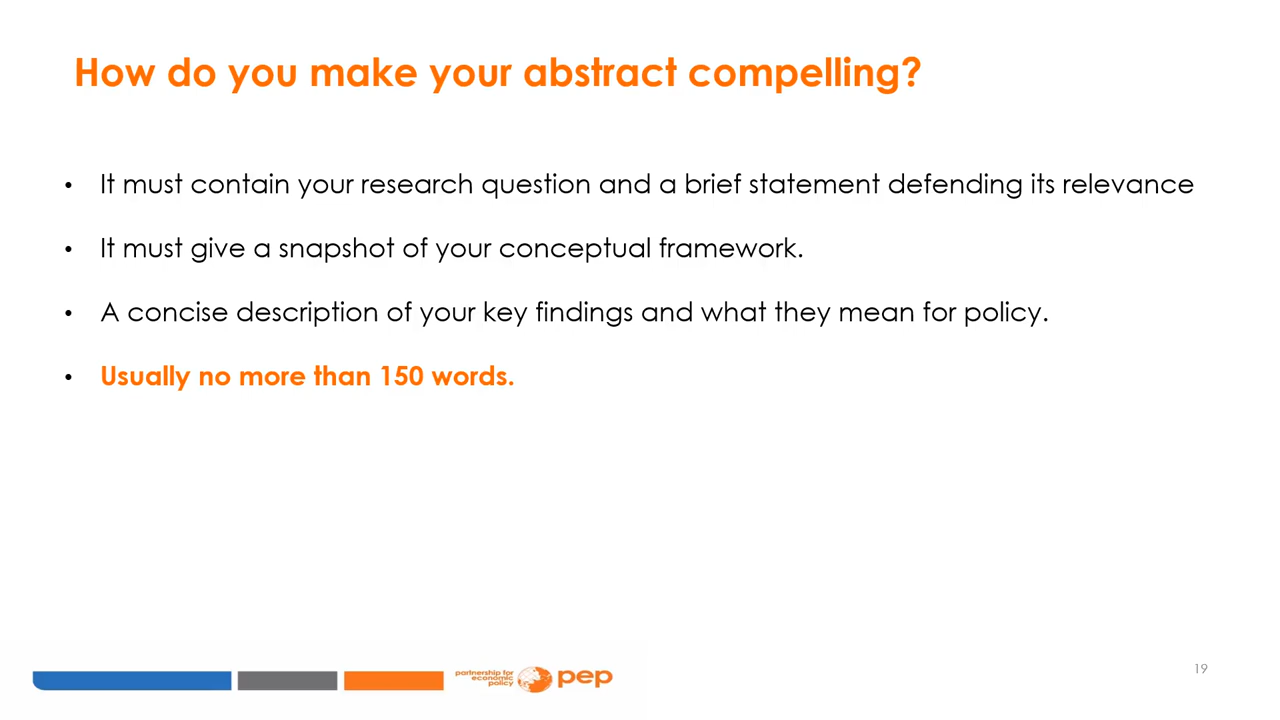 How do you make your abstract compelling?
• It must contain your research question and a brief statement defending its relevance
• It must give a snapshot of your conceptual framework.
• A concise description of your key findings and what they mean for policy.
• Usually no more than 150 words.
partnership for
economic
policy
pep
19